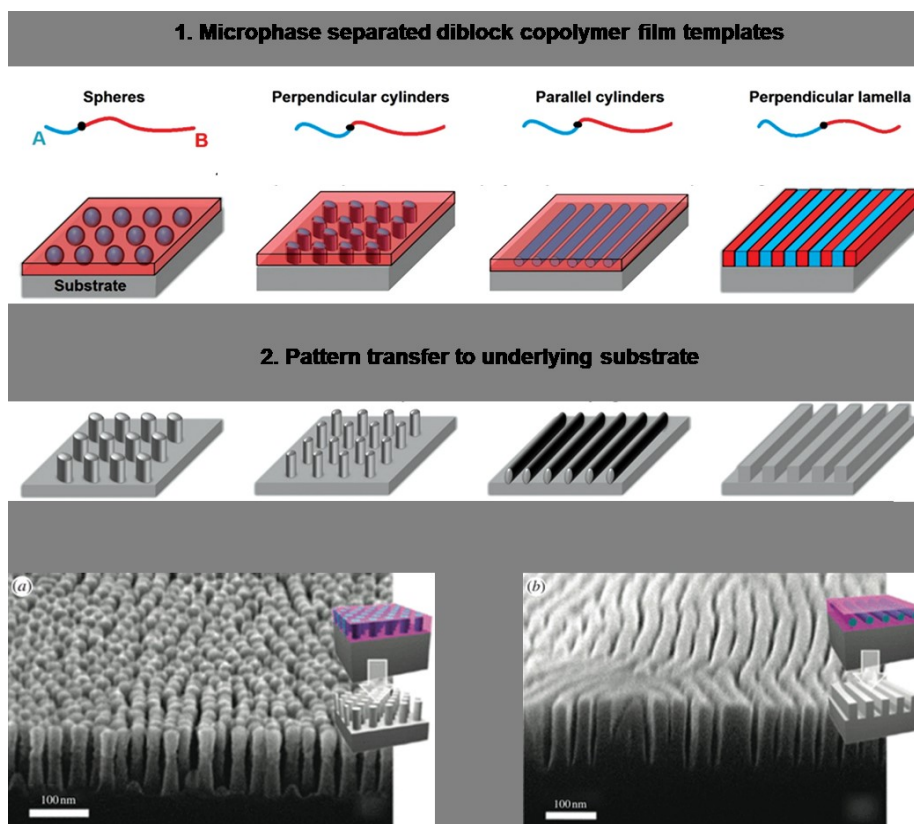 1. Microphase separated diblock copolymer film templates
Spheres
Perpendicular cylinders
Parallel cylinders
Perpendicular lamella
A
B
Substrate
2. Pattern transfer to underlying substrate
(a)
(b)
100 nm
100 nm